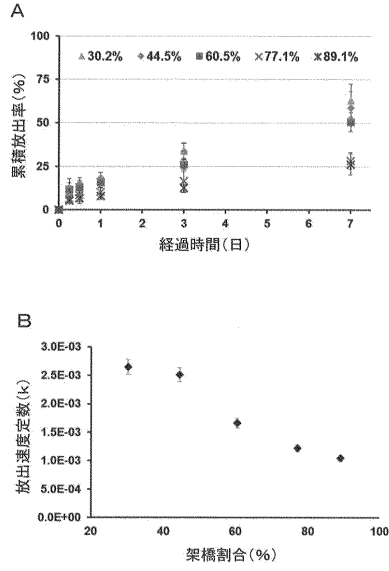 A
100
30.2% 44.5% 60.5% 77.1% 89.1%
75
50
25
0
累積放出率(%)
0 1 2 3 4 5 6 7
経過時間(日)
B
3.0E-03
2.5E-03
2.0E-03
1.5E-03
1.0E-03
5.0E-04
0.0E+00
放出速度定数(k)
20 40 60 80 100
架橋割合(%)